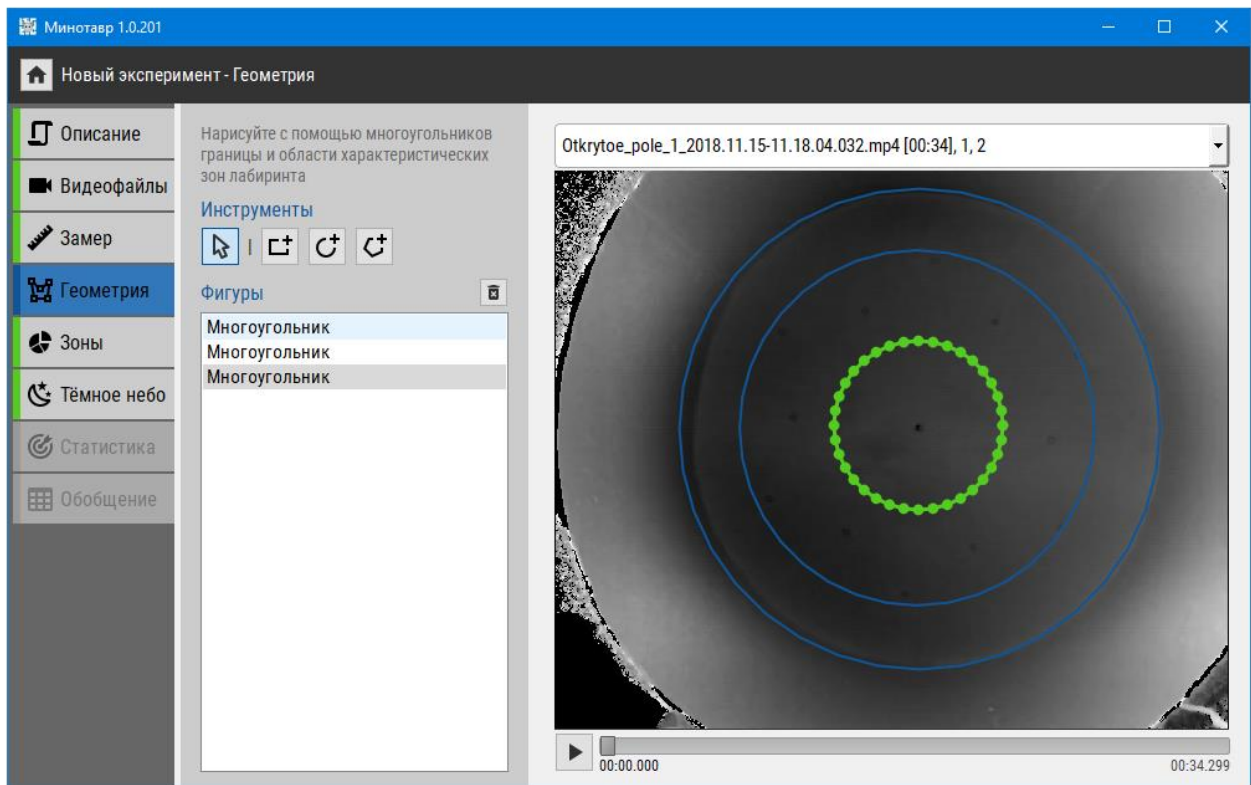 Минотавр 1.0.201
Новый эксперимент - Геометрия
Описание
Видеофайлы
Замер
Геометрия
Зоны
Тёмное небо
Статистика
Обобщение
Нарисуйте с помощью многоугольников
границы и области характеристических
зон лабиринта
Инструменты
Фигуры
Многоугольник
Многоугольник
Многоугольник
Otkrytoe_pole_1_2018.11.15-11.18.04.032.mp4 [00:34], 1, 2
00:00.000
00:34.299